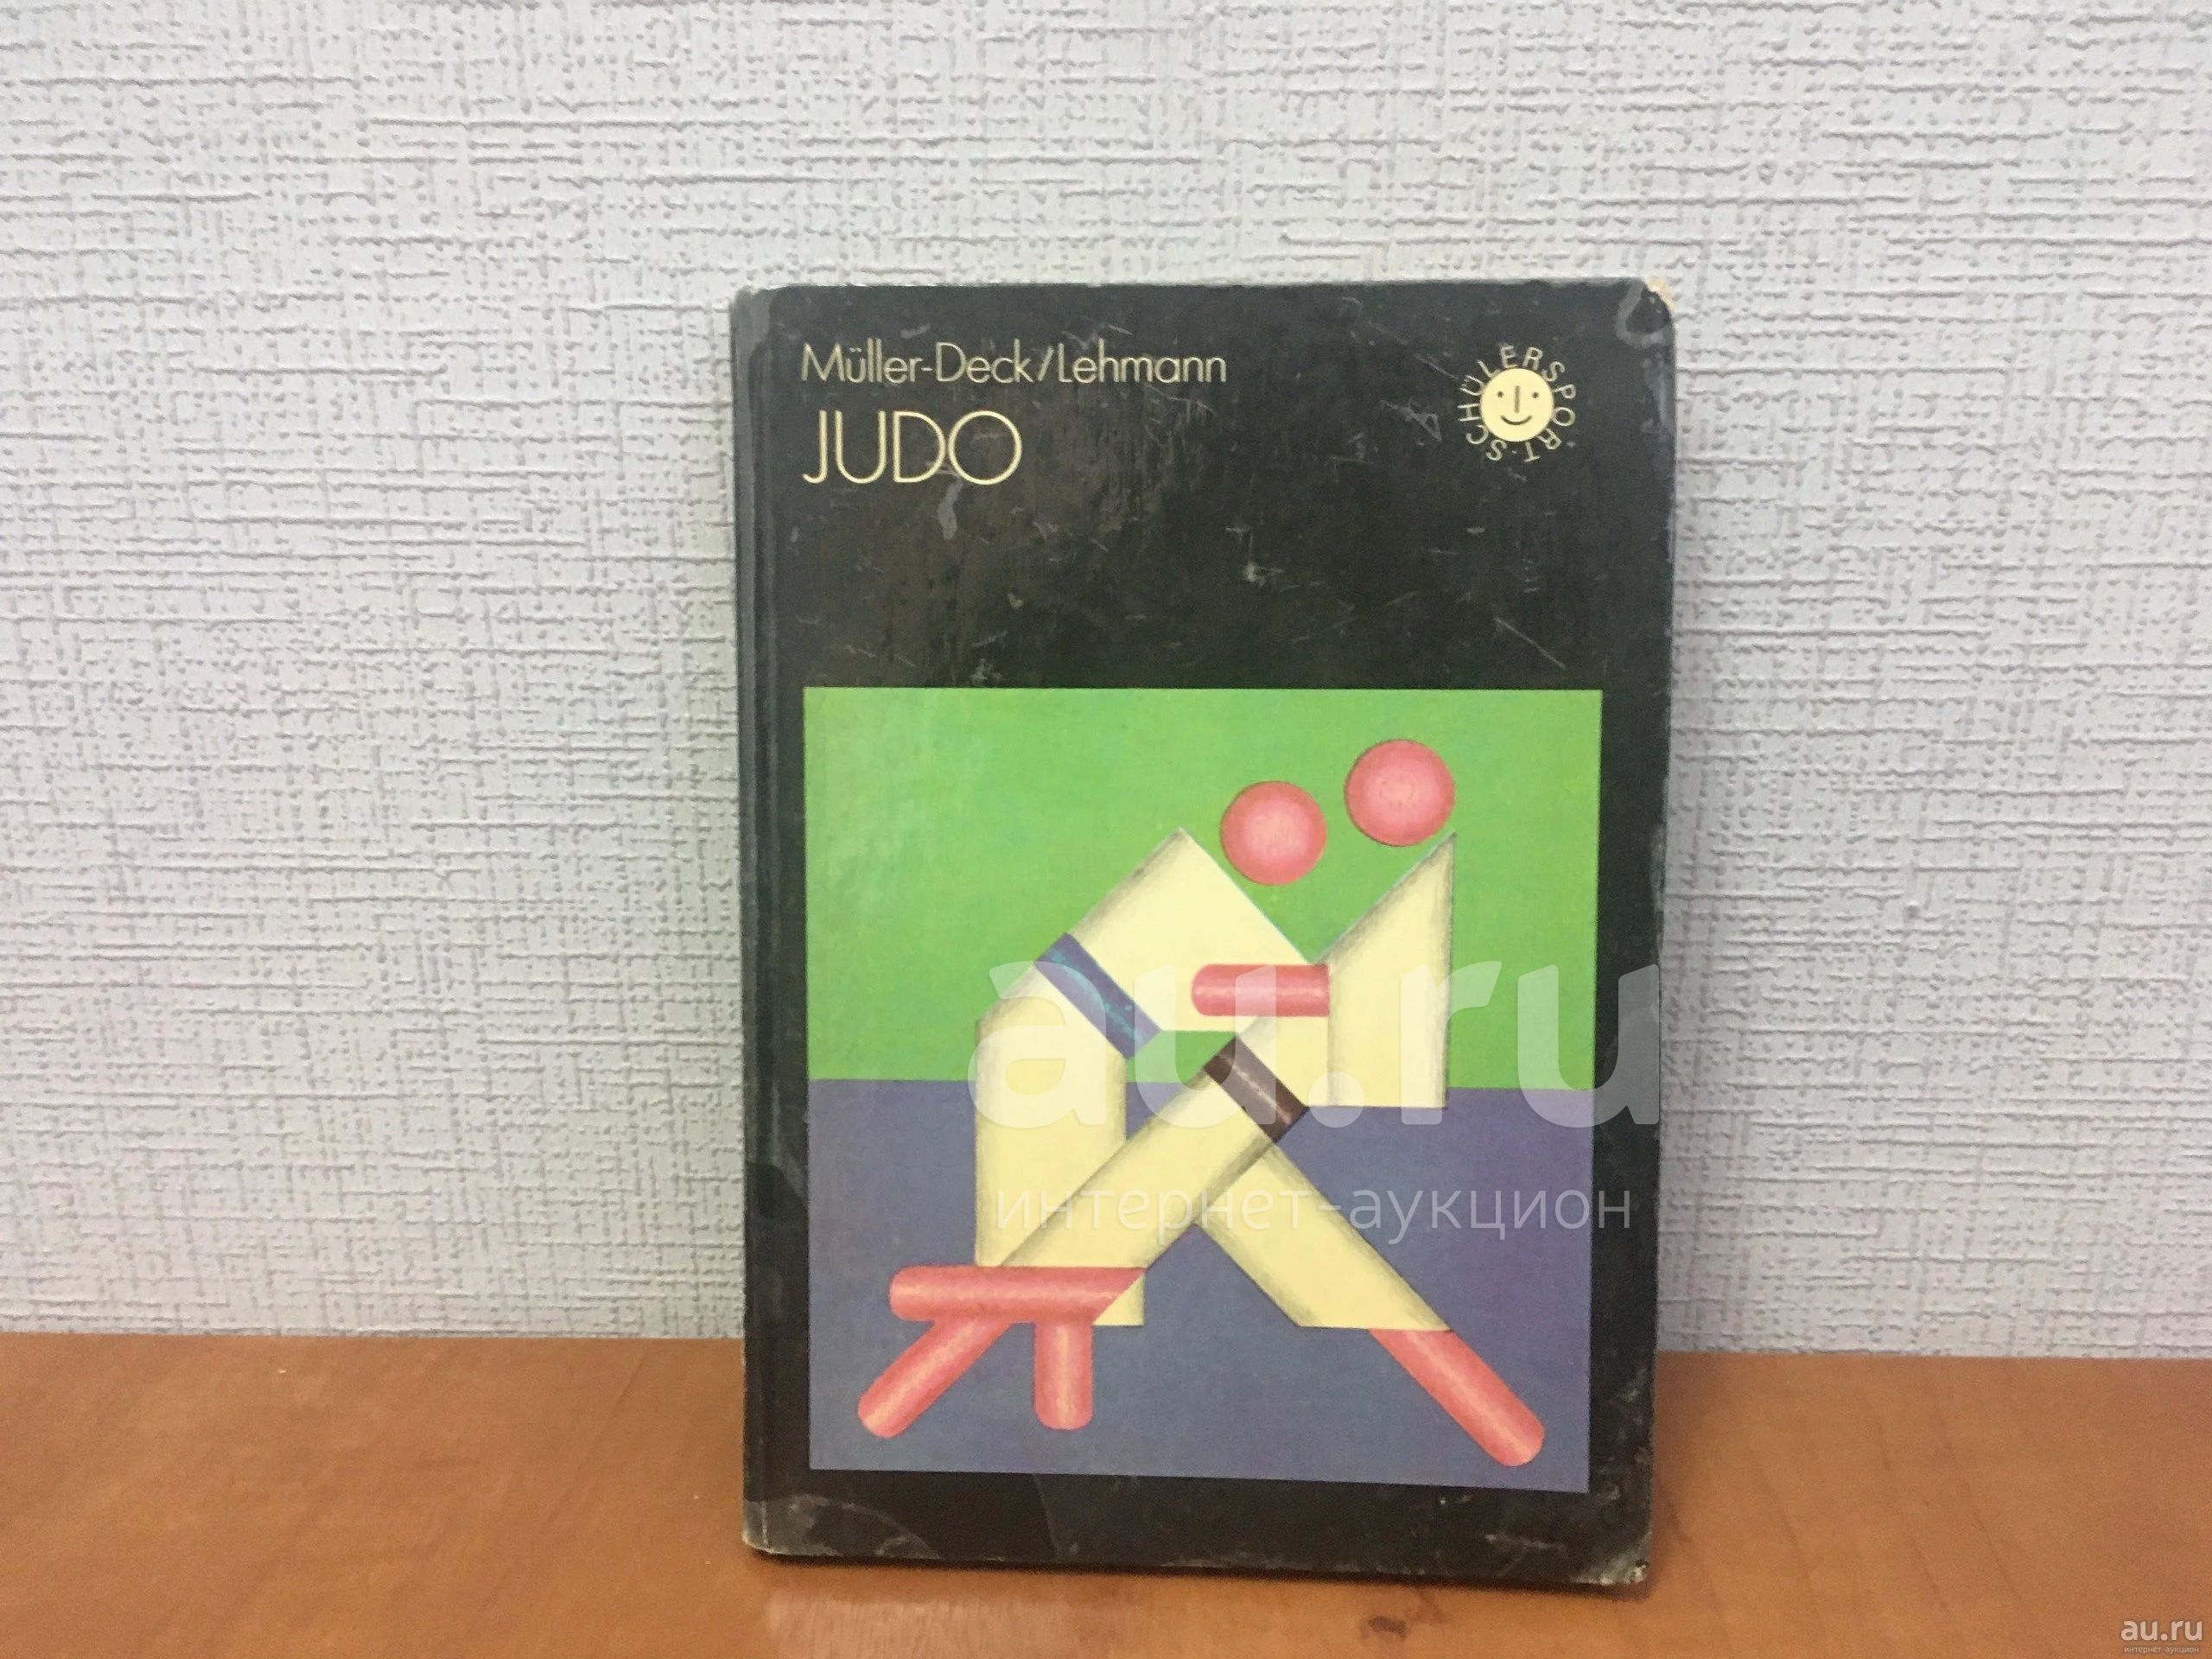 Müller-Deck/Lehmann
JUDO
SCHÜLERSPORT·
au.ru
интернет-аукцион
au.ru
интернет-аукцион